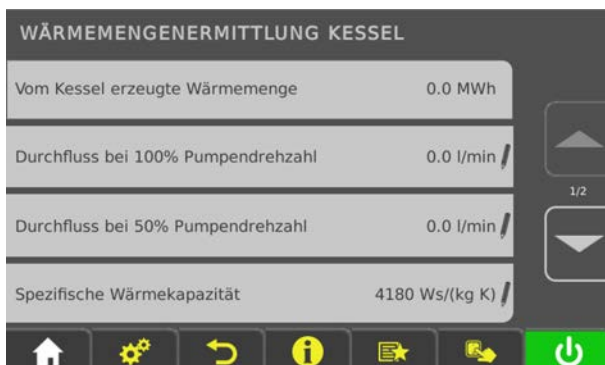 WÄRMEMENGENERMITTLUNG KESSEL
Vom Kessel erzeugte Wärmemenge 0.0 MWh
Durchfluss bei 100% Pumpendrehzahl 0.0 l/min
1/2
Durchfluss bei 50% Pumpendrehzahl 0.0 l/min
Spezifische Wärmekapazität 4180 Ws/(kg K)